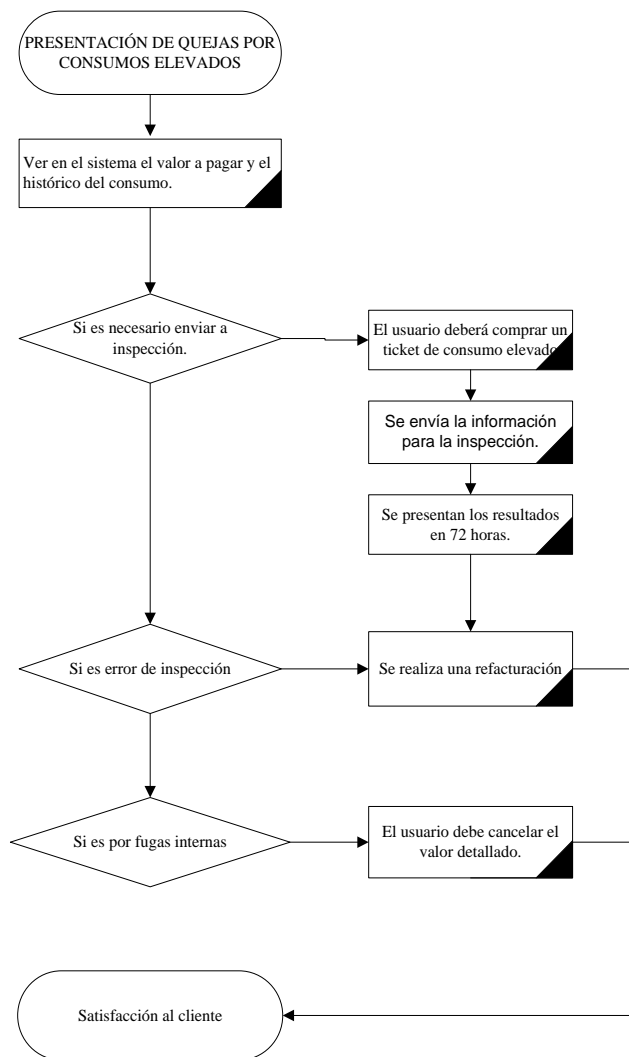 PRESENTACIÓN DE QUEJAS POR
CONSUMOS ELEVADOS
Ver en el sistema el valor a pagar y el
histórico del consumo.
Si es necesario enviar a
inspección.
El usuario deberá comprar un
ticket de consumo elevado
Se envía la información
para la inspección.
Se presentan los resultados
en 72 horas.
Si es error de inspección
Se realiza una refacturación
Si es por fugas internas
El usuario debe cancelar el
valor detallado.
Satisfacción al cliente